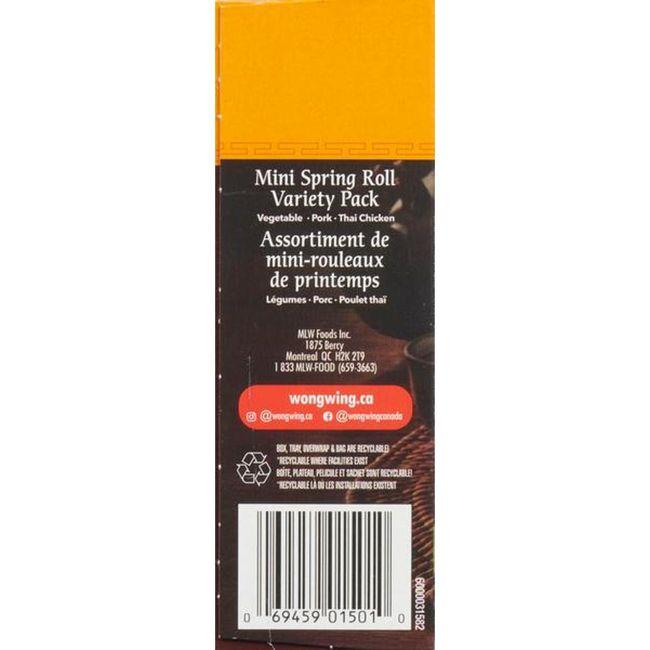 Mini Spring Roll
Variety Pack
Vegetable · Pork · Thai Chicken
Assortiment de
mini-rouleaux
de printemps
Légumes · Porc · Poulet thaï
MLW Foods Inc.
1875 Bercy
Montreal QC H2K 2T9
1 833 MLW-FOOD (659-3663)
wongwing.ca
@wongwing.ca @wongwingcanada
BOX, TRAY, OVERWRAP & BAG ARE RECYCLABLE!
*RECYCLABLE WHERE FACILITIES EXIST
BOÎTE, PLATEAU, PELICULE ET SACHET SONT RECYCLABLE!
*RECYCLABLE LÀ OÙ LES INSTALLATIONS EXISTENT
0 69459 01501 0
6000031582